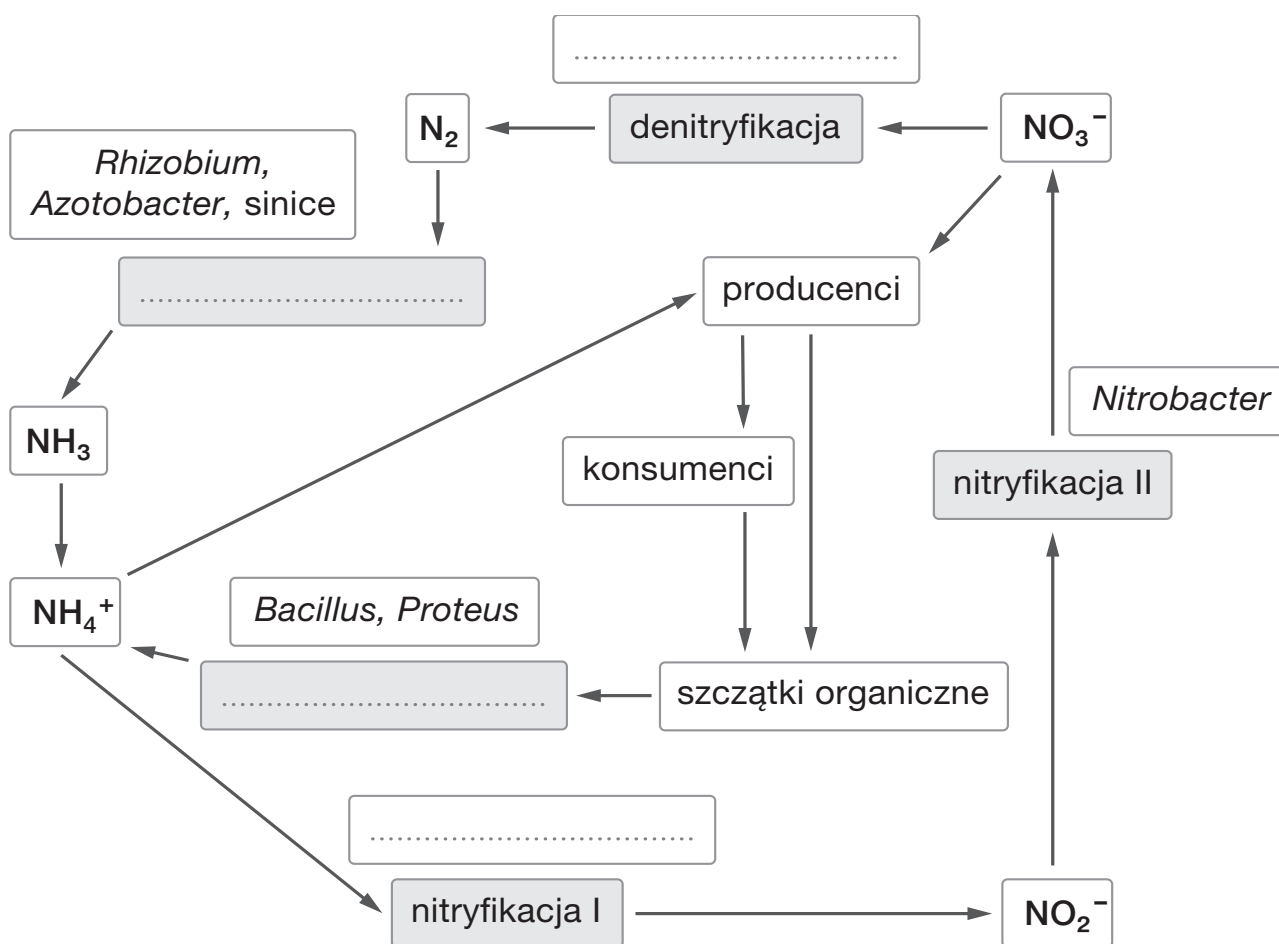 ..........................................
N₂
denitryfikacja
NO₃⁻
Rhizobium,
Azotobacter, sinice
..........................................
producenci
NH₃
Nitrobacter
konsumenci
nitryfikacja II
NH₄⁺
Bacillus, Proteus
..........................................
szczątki organiczne
..........................................
nitryfikacja I
NO₂⁻